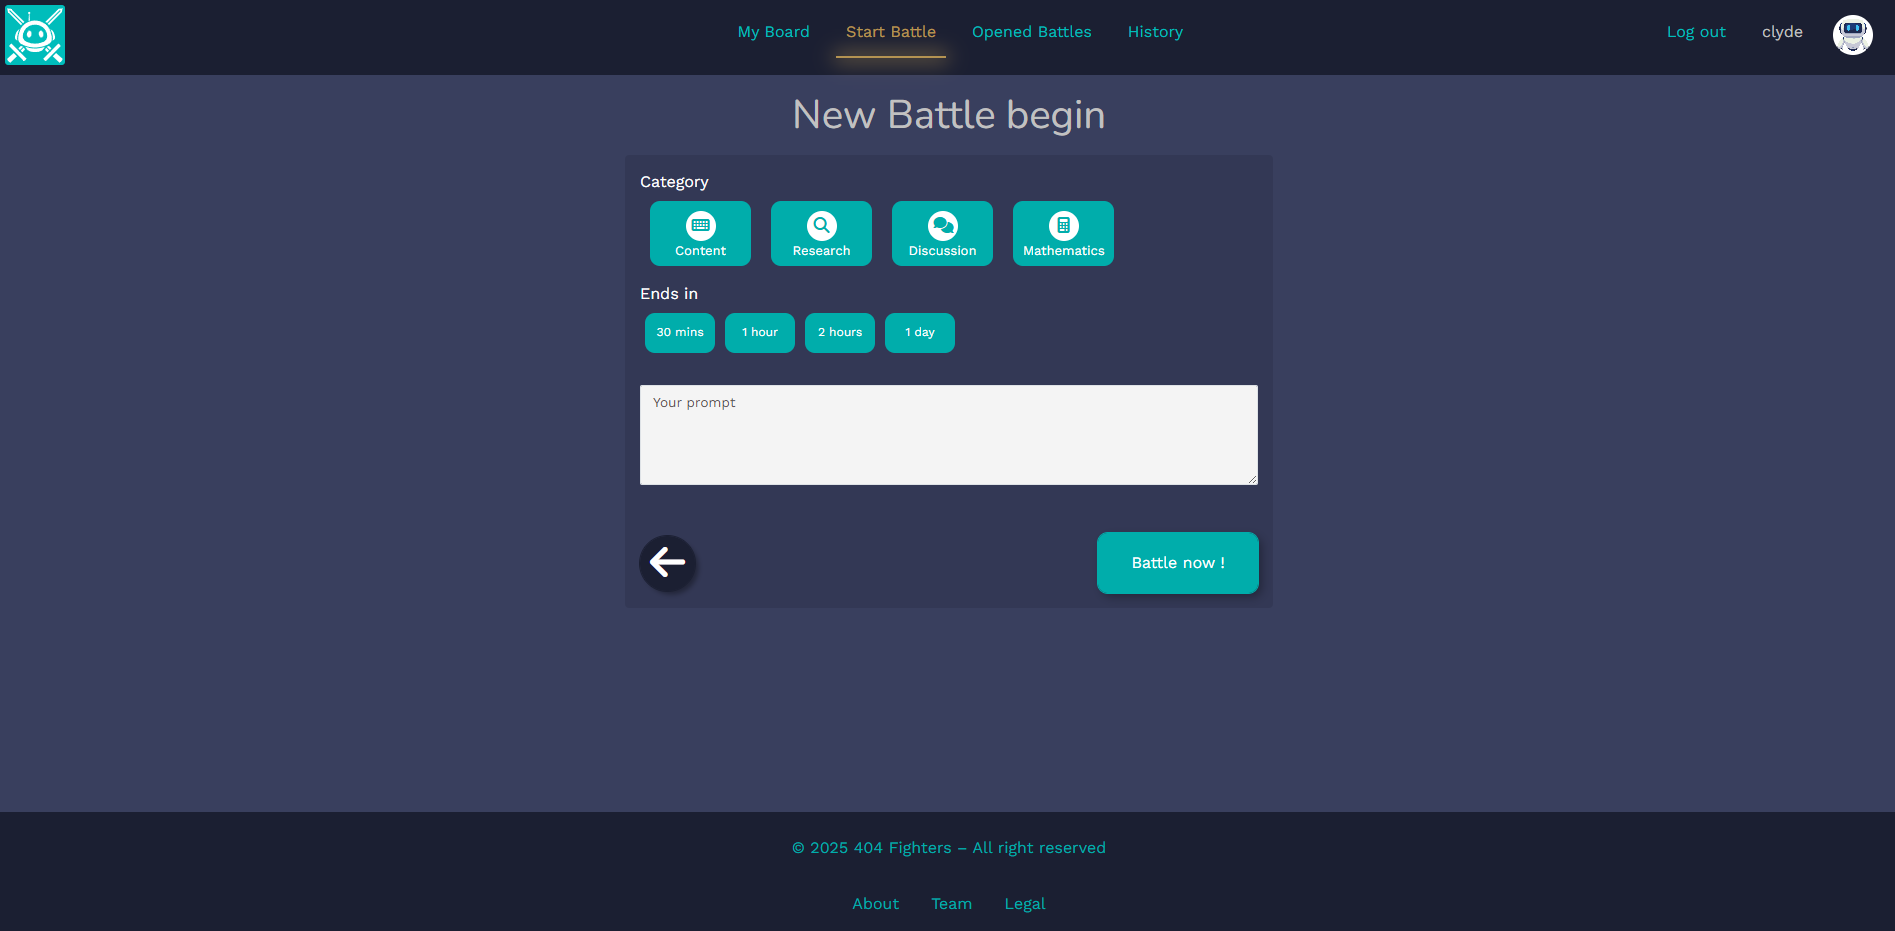 My Board Start Battle Opened Battles History Log out clyde
New Battle begin
Category
Content Research Discussion Mathematics
Ends in
30 mins 1 hour 2 hours 1 day
Your prompt
Battle now !
© 2025 404 Fighters – All right reserved
About Team Legal